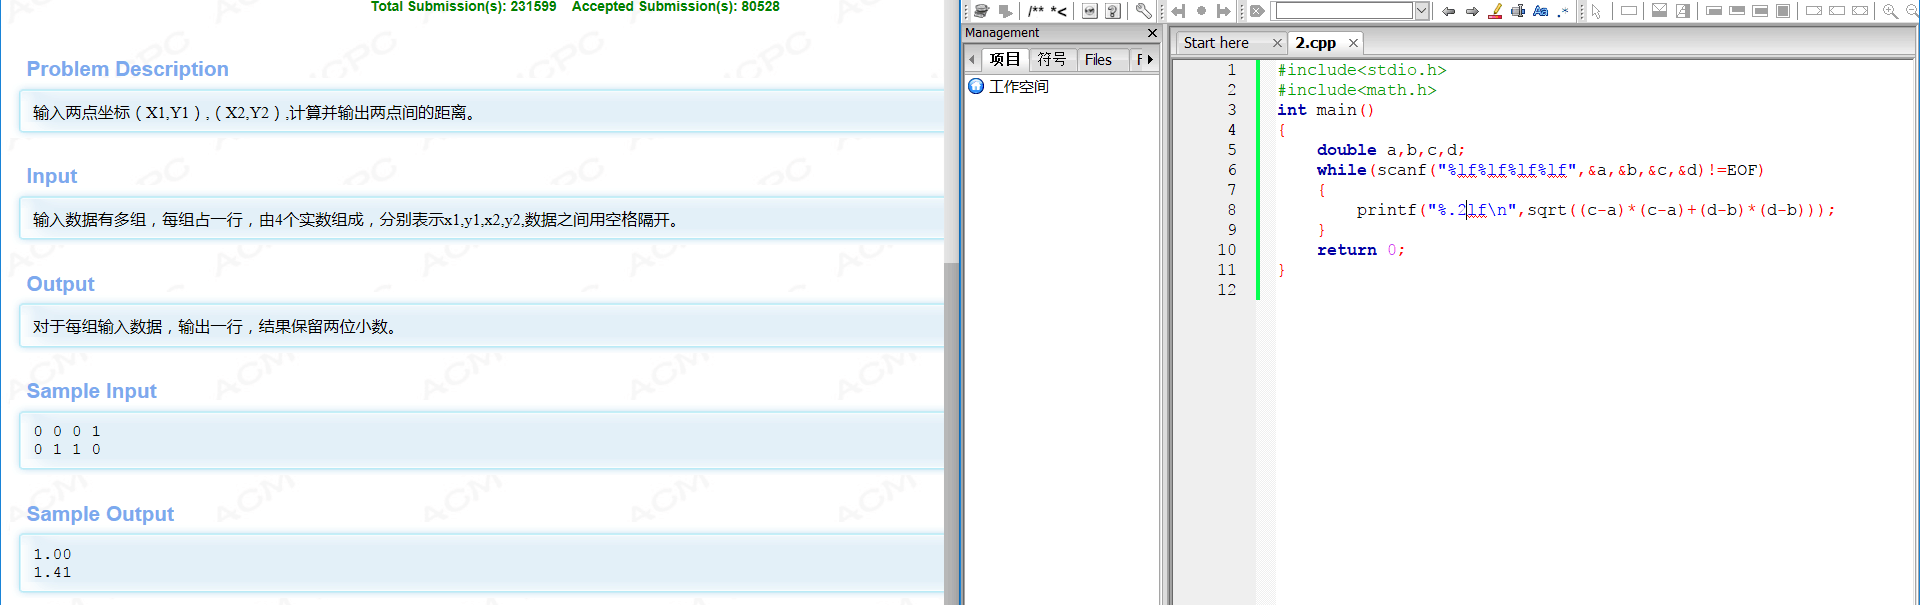 Total Submission(s): 231599    Accepted Submission(s): 80528
Problem Description
输入两点坐标（X1,Y1）,（X2,Y2）,计算并输出两点间的距离。
Input
输入数据有多组，每组占一行，由4个实数组成，分别表示x1,y1,x2,y2,数据之间用空格隔开。
Output
对于每组输入数据，输出一行，结果保留两位小数。
Sample Input
0 0 0 1
0 1 1 0
Sample Output
1.00
1.41
/** *<
Management
项目 符号 Files F
工作空间
Start here 2.cpp
1 #include<stdio.h>
2 #include<math.h>
3 int main()
4 {
5     double a,b,c,d;
6     while(scanf("%lf%lf%lf%lf",&a,&b,&c,&d)!=EOF)
7     {
8         printf("%.2lf\n",sqrt((c-a)*(c-a)+(d-b)*(d-b)));
9     }
10     return 0;
11 }
12